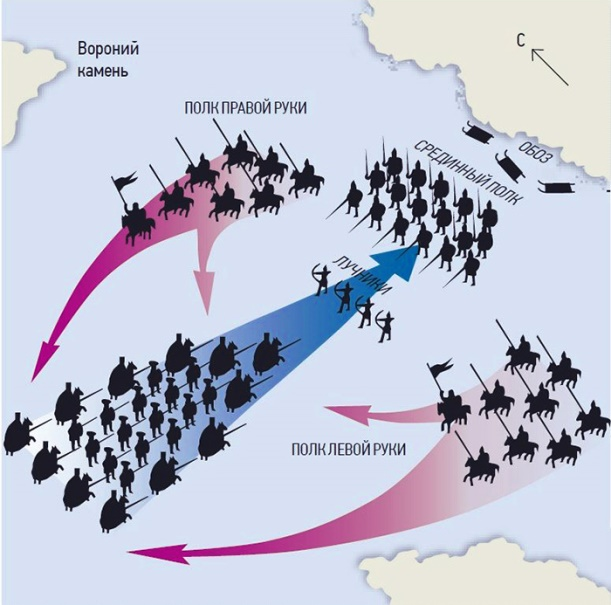 Вороний
камень
С
ПОЛК ПРАВОЙ РУКИ
СРЕДИННЫЙ ПОЛК
ОБОЗ
ЛУЧНИКИ
ПОЛК ЛЕВОЙ РУКИ